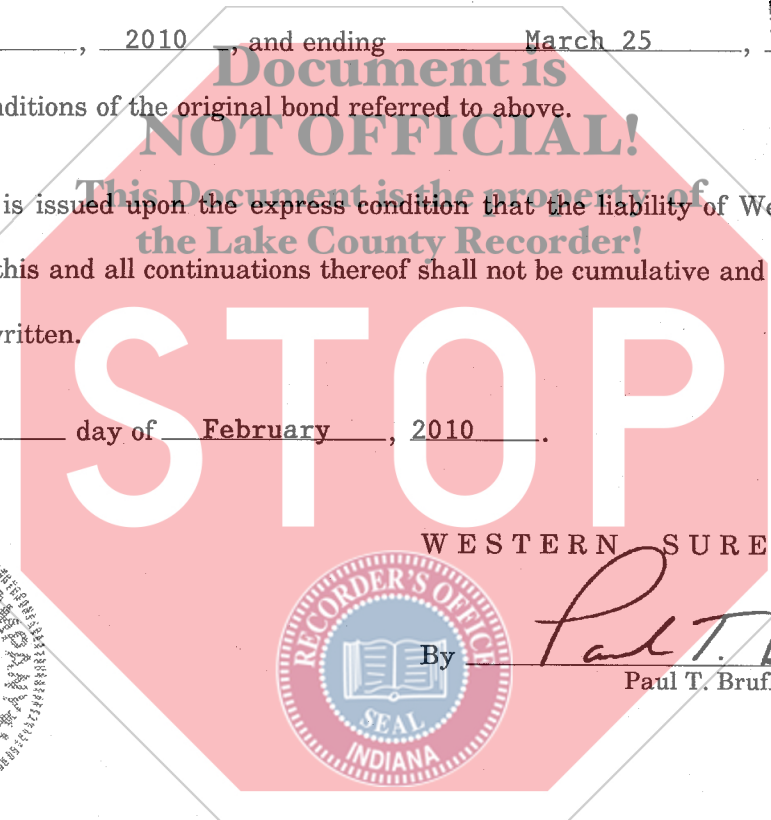 , 2010 , and ending March 25 ,
Document is
nditions of the original bond referred to above.
NOT OFFICIAL!
This Document is the property of
is issued upon the express condition that the liability of We
the Lake County Recorder!
this and all continuations thereof shall not be cumulative and
written.
STOP
day of February , 2010 .
WESTERN SURE
RECORDER'S OFFICE
By Paul T.
Paul T. Bruf
SEAL
INDIANA